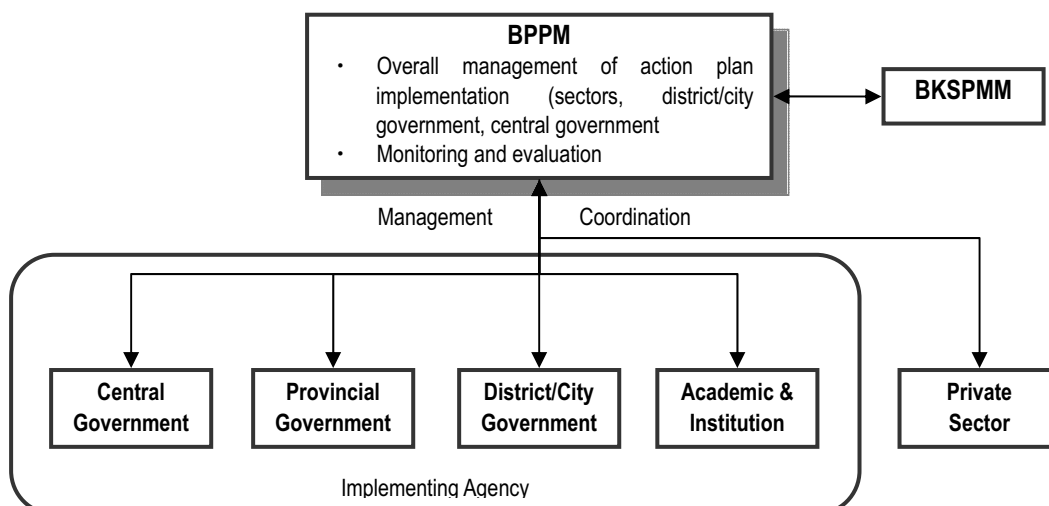 BPPM
· Overall management of action plan
implementation (sectors, district/city
government, central government
· Monitoring and evaluation
BKSPMM
Management Coordination
Central
Government
Provincial
Government
District/City
Government
Academic &
Institution
Private
Sector
Implementing Agency